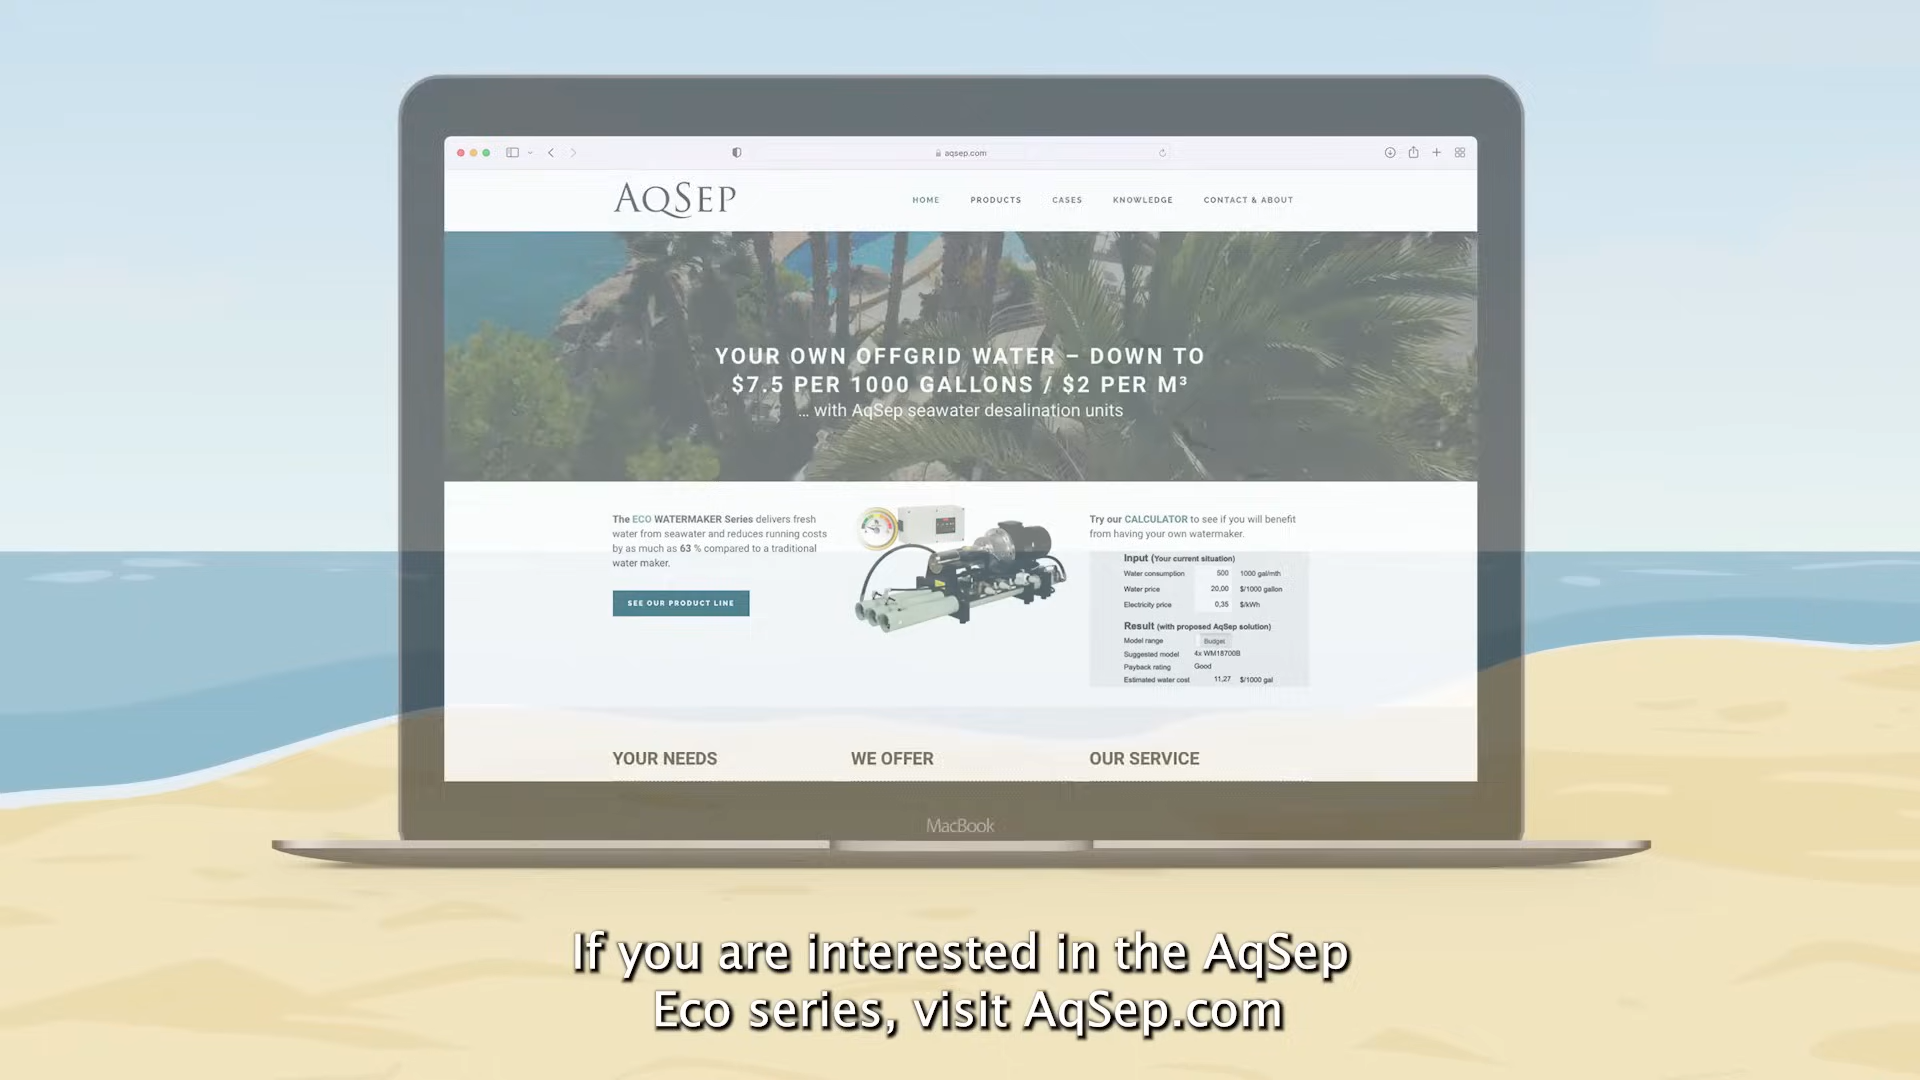 aqsep.com
AQSEP
HOME PRODUCTS CASES KNOWLEDGE CONTACT & ABOUT
YOUR OWN OFFGRID WATER – DOWN TO
$7.5 PER 1000 GALLONS / $2 PER M³
... with AqSep seawater desalination units
The ECO WATERMAKER Series delivers fresh
water from seawater and reduces running costs
by as much as 63 % compared to a traditional
water maker.
SEE OUR PRODUCT LINE
Try our CALCULATOR to see if you will benefit
from having your own watermaker.
Input (Your current situation)
Water consumption 500 1000 gal/mth
Water price 20,00 $/1000 gallon
Electricity price 0,35 $/kWh
Result (with proposed AqSep solution)
Model range Budget
Suggested model 4x WM18700B
Payback rating Good
Estimated water cost 11,27 $/1000 gal
YOUR NEEDS
WE OFFER
OUR SERVICE
MacBook
If you are interested in the AqSep
Eco series, visit AqSep.com